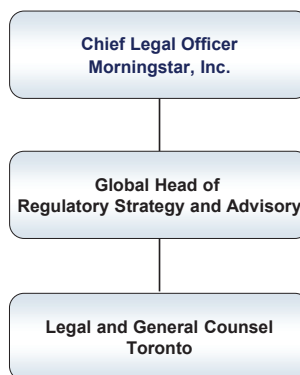 Chief Legal Officer
Morningstar, Inc.
Global Head of
Regulatory Strategy and Advisory
Legal and General Counsel
Toronto